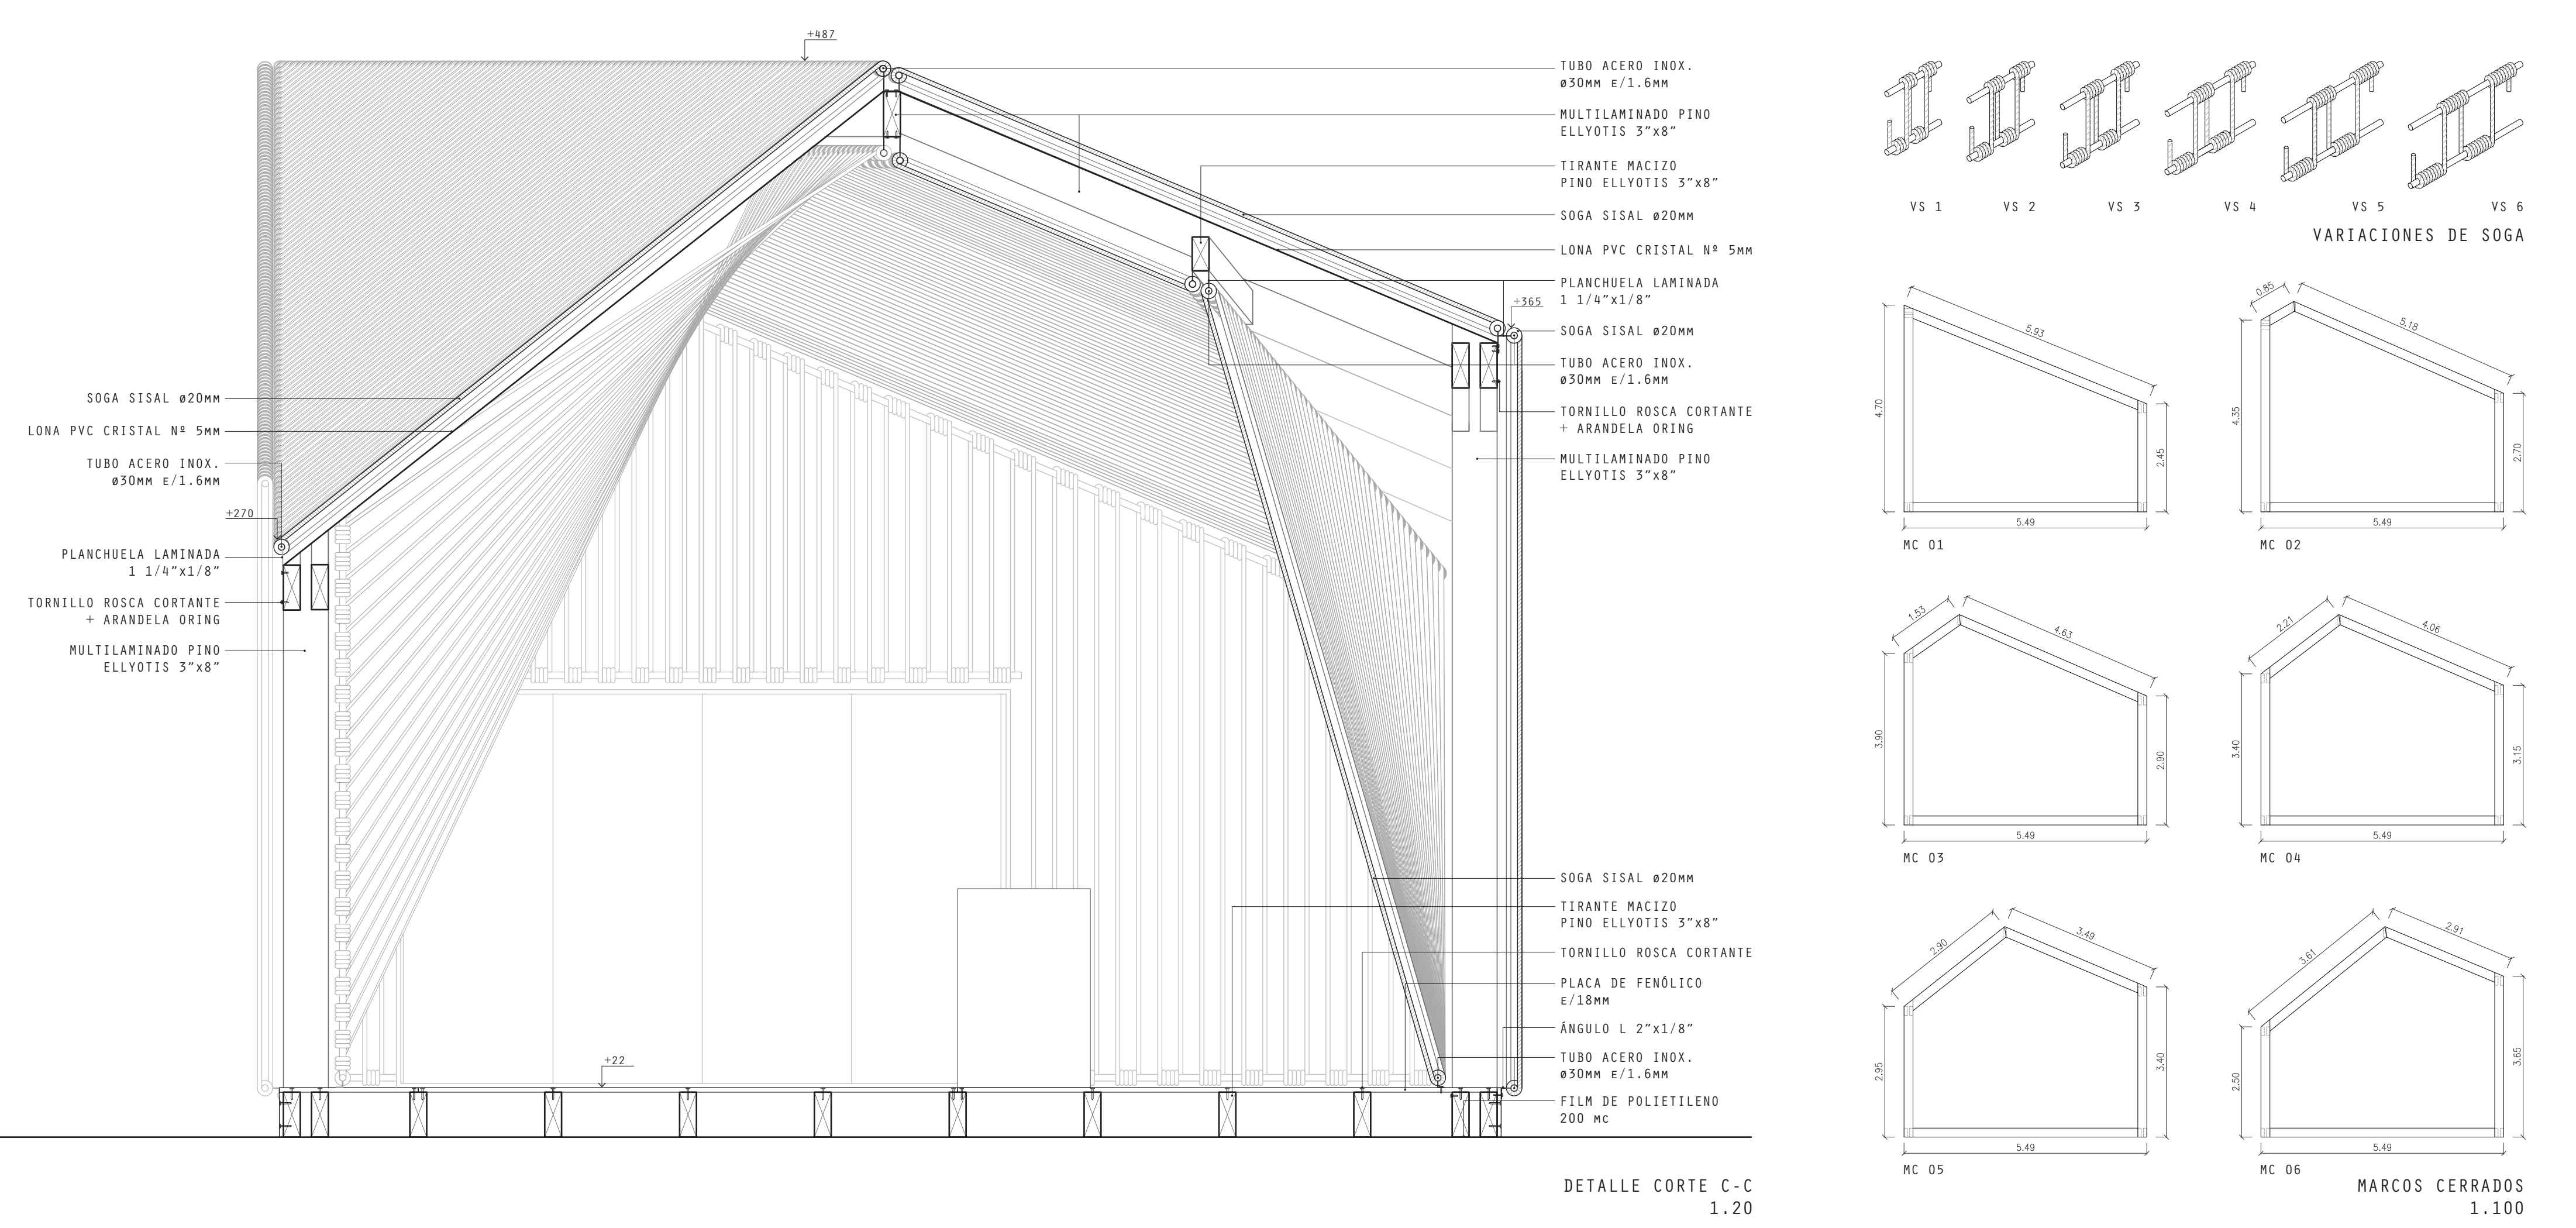 +487
SOGA SISAL ø20MM
LONA PVC CRISTAL Nº 5MM
TUBO ACERO INOX.
ø30MM E/1.6MM
+270
PLANCHUELA LAMINADA
1 1/4”x1/8”
TORNILLO ROSCA CORTANTE
+ ARANDELA ORING
MULTILAMINADO PINO
ELLYOTIS 3”x8”
+22
TUBO ACERO INOX.
ø30MM E/1.6MM
MULTILAMINADO PINO
ELLYOTIS 3”x8”
TIRANTE MACIZO
PINO ELLYOTIS 3”x8”
SOGA SISAL ø20MM
LONA PVC CRISTAL Nº 5MM
PLANCHUELA LAMINADA
1 1/4”x1/8”
+365
SOGA SISAL ø20MM
TUBO ACERO INOX.
ø30MM E/1.6MM
TORNILLO ROSCA CORTANTE
+ ARANDELA ORING
MULTILAMINADO PINO
ELLYOTIS 3”x8”
SOGA SISAL ø20MM
TIRANTE MACIZO
PINO ELLYOTIS 3”x8”
TORNILLO ROSCA CORTANTE
PLACA DE FENÓLICO
E/18MM
ÁNGULO L 2”x1/8”
TUBO ACERO INOX.
ø30MM E/1.6MM
FILM DE POLIETILENO
200 MC
DETALLE CORTE C-C
1.20
VS 1 VS 2 VS 3 VS 4 VS 5 VS 6
VARIACIONES DE SOGA
5.93
4.70
2.45
5.49
MC 01
0.85
5.18
4.35
2.70
5.49
MC 02
1.53
4.63
3.90
2.90
5.49
MC 03
2.21
4.06
3.40
3.15
5.49
MC 04
2.90
3.49
2.95
3.40
5.49
MC 05
3.61
2.91
2.50
3.65
5.49
MC 06
MARCOS CERRADOS
1.100